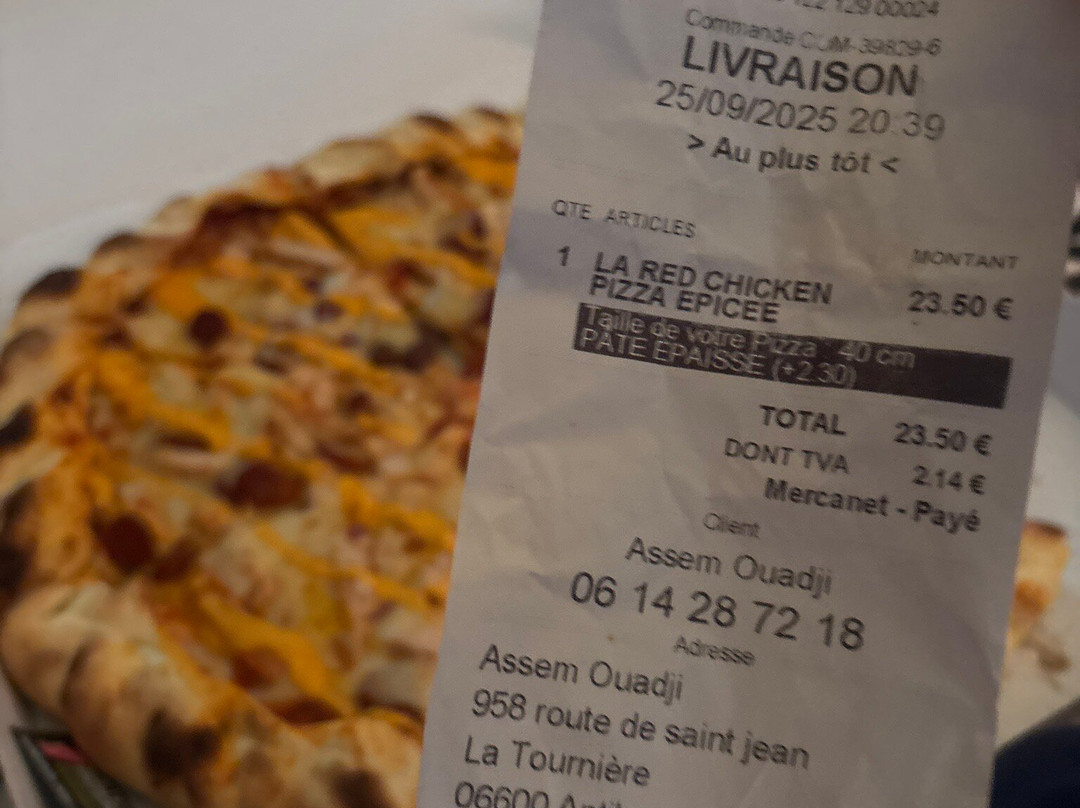 122 129 00024
Commande COM-39829-6
LIVRAISON
25/09/2025 20:39
> Au plus tôt <
QTE ARTICLES MONTANT
1 LA RED CHICKEN 23.50 €
PIZZA EPICEE
Taille de votre Pizza : 40 cm
PATE EPAISSE (+2.30)
TOTAL 23.50 €
DONT TVA 2.14 €
Mercanet - Payé
Client
Assem Ouadji
06 14 28 72 18
Adresse
Assem Ouadji
958 route de saint jean
La Tournière
06600